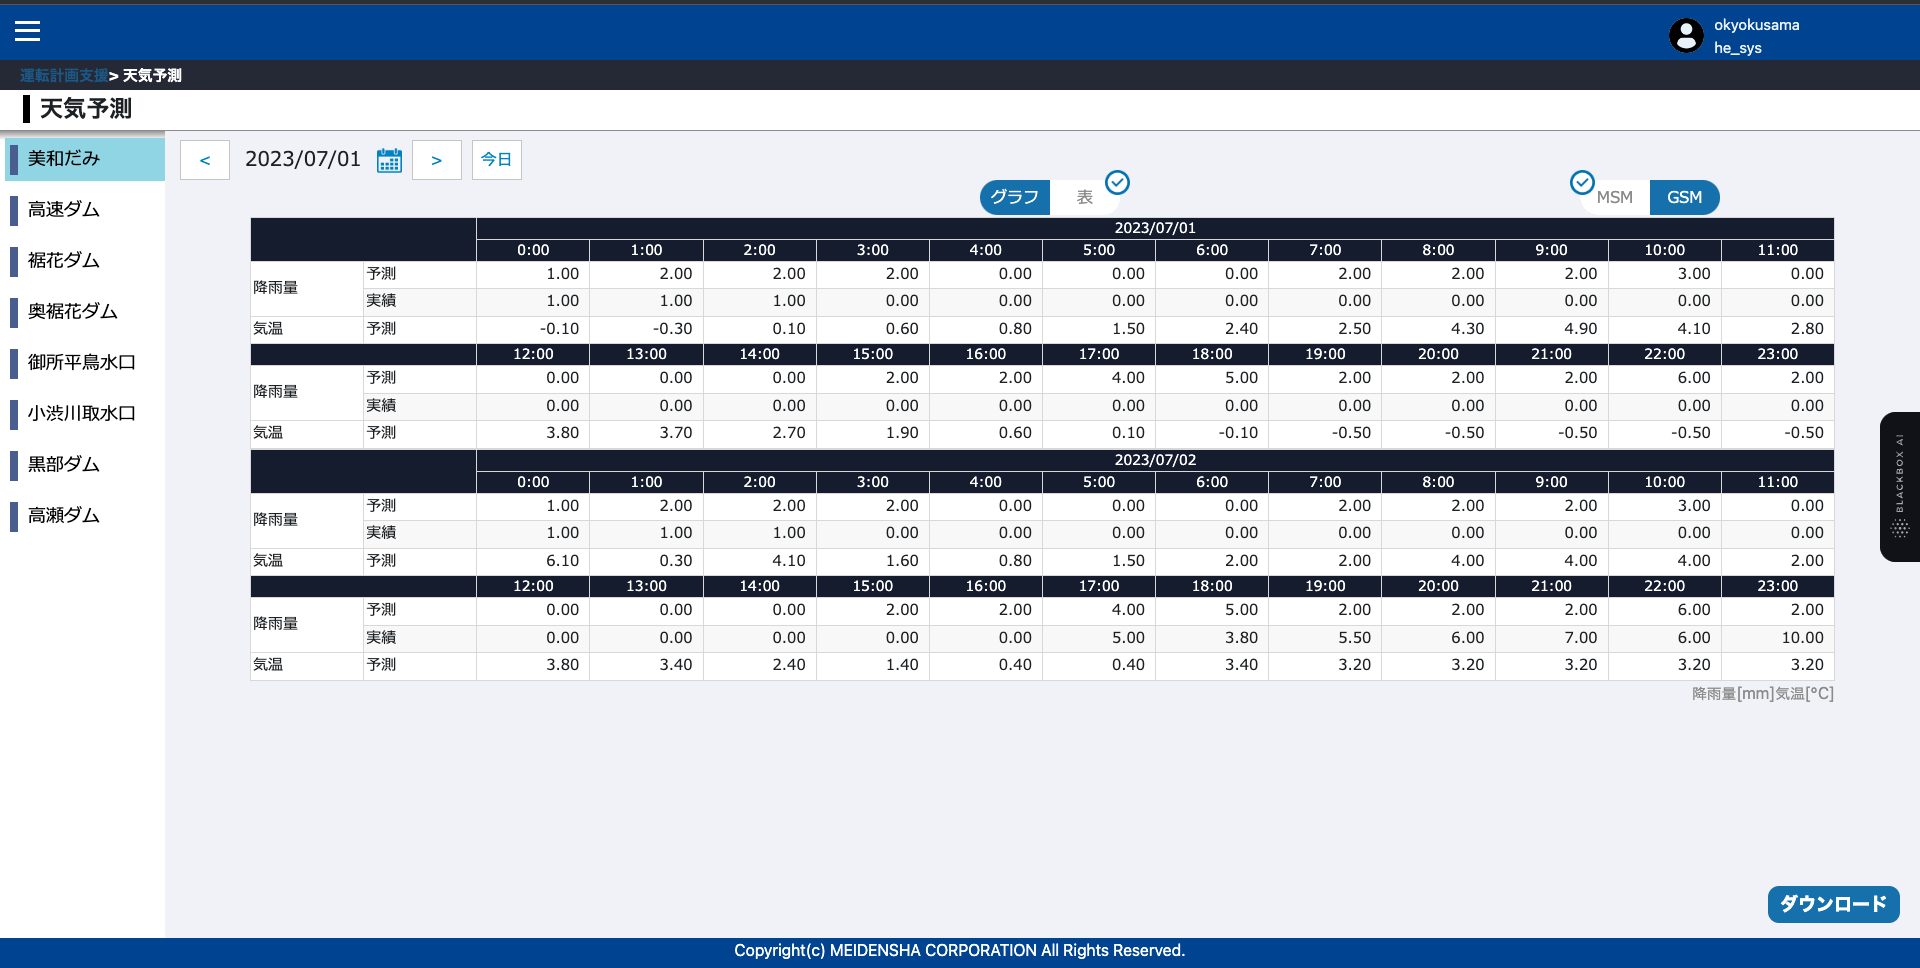 okyokusama
he_sys
運転計画支援> 天気予測
天気予測
美和だみ
高速ダム
裾花ダム
奥裾花ダム
御所平鳥水口
小渋川取水口
黒部ダム
高瀬ダム
< 2023/07/01 > 今日
グラフ 表 MSM GSM
2023/07/01
0:00 1:00 2:00 3:00 4:00 5:00 6:00 7:00 8:00 9:00 10:00 11:00
降雨量 予測 1.00 2.00 2.00 2.00 0.00 0.00 0.00 2.00 2.00 2.00 3.00 0.00
実績 1.00 1.00 1.00 0.00 0.00 0.00 0.00 0.00 0.00 0.00 0.00 0.00
気温 予測 -0.10 -0.30 0.10 0.60 0.80 1.50 2.40 2.50 4.30 4.90 4.10 2.80
12:00 13:00 14:00 15:00 16:00 17:00 18:00 19:00 20:00 21:00 22:00 23:00
降雨量 予測 0.00 0.00 0.00 2.00 2.00 4.00 5.00 2.00 2.00 2.00 6.00 2.00
実績 0.00 0.00 0.00 0.00 0.00 0.00 0.00 0.00 0.00 0.00 0.00 0.00
気温 予測 3.80 3.70 2.70 1.90 0.60 0.10 -0.10 -0.50 -0.50 -0.50 -0.50 -0.50
2023/07/02
0:00 1:00 2:00 3:00 4:00 5:00 6:00 7:00 8:00 9:00 10:00 11:00
降雨量 予測 1.00 2.00 2.00 2.00 0.00 0.00 0.00 2.00 2.00 2.00 3.00 0.00
実績 1.00 1.00 1.00 0.00 0.00 0.00 0.00 0.00 0.00 0.00 0.00 0.00
気温 予測 6.10 0.30 4.10 1.60 0.80 1.50 2.00 2.00 4.00 4.00 4.00 2.00
12:00 13:00 14:00 15:00 16:00 17:00 18:00 19:00 20:00 21:00 22:00 23:00
降雨量 予測 0.00 0.00 0.00 2.00 2.00 4.00 5.00 2.00 2.00 2.00 6.00 2.00
実績 0.00 0.00 0.00 0.00 0.00 5.00 3.80 5.50 6.00 7.00 6.00 10.00
気温 予測 3.80 3.40 2.40 1.40 0.40 0.40 3.40 3.20 3.20 3.20 3.20 3.20
降雨量[mm]気温[°C]
BLACKBOX AI
ダウンロード
Copyright(c) MEIDENSHA CORPORATION All Rights Reserved.